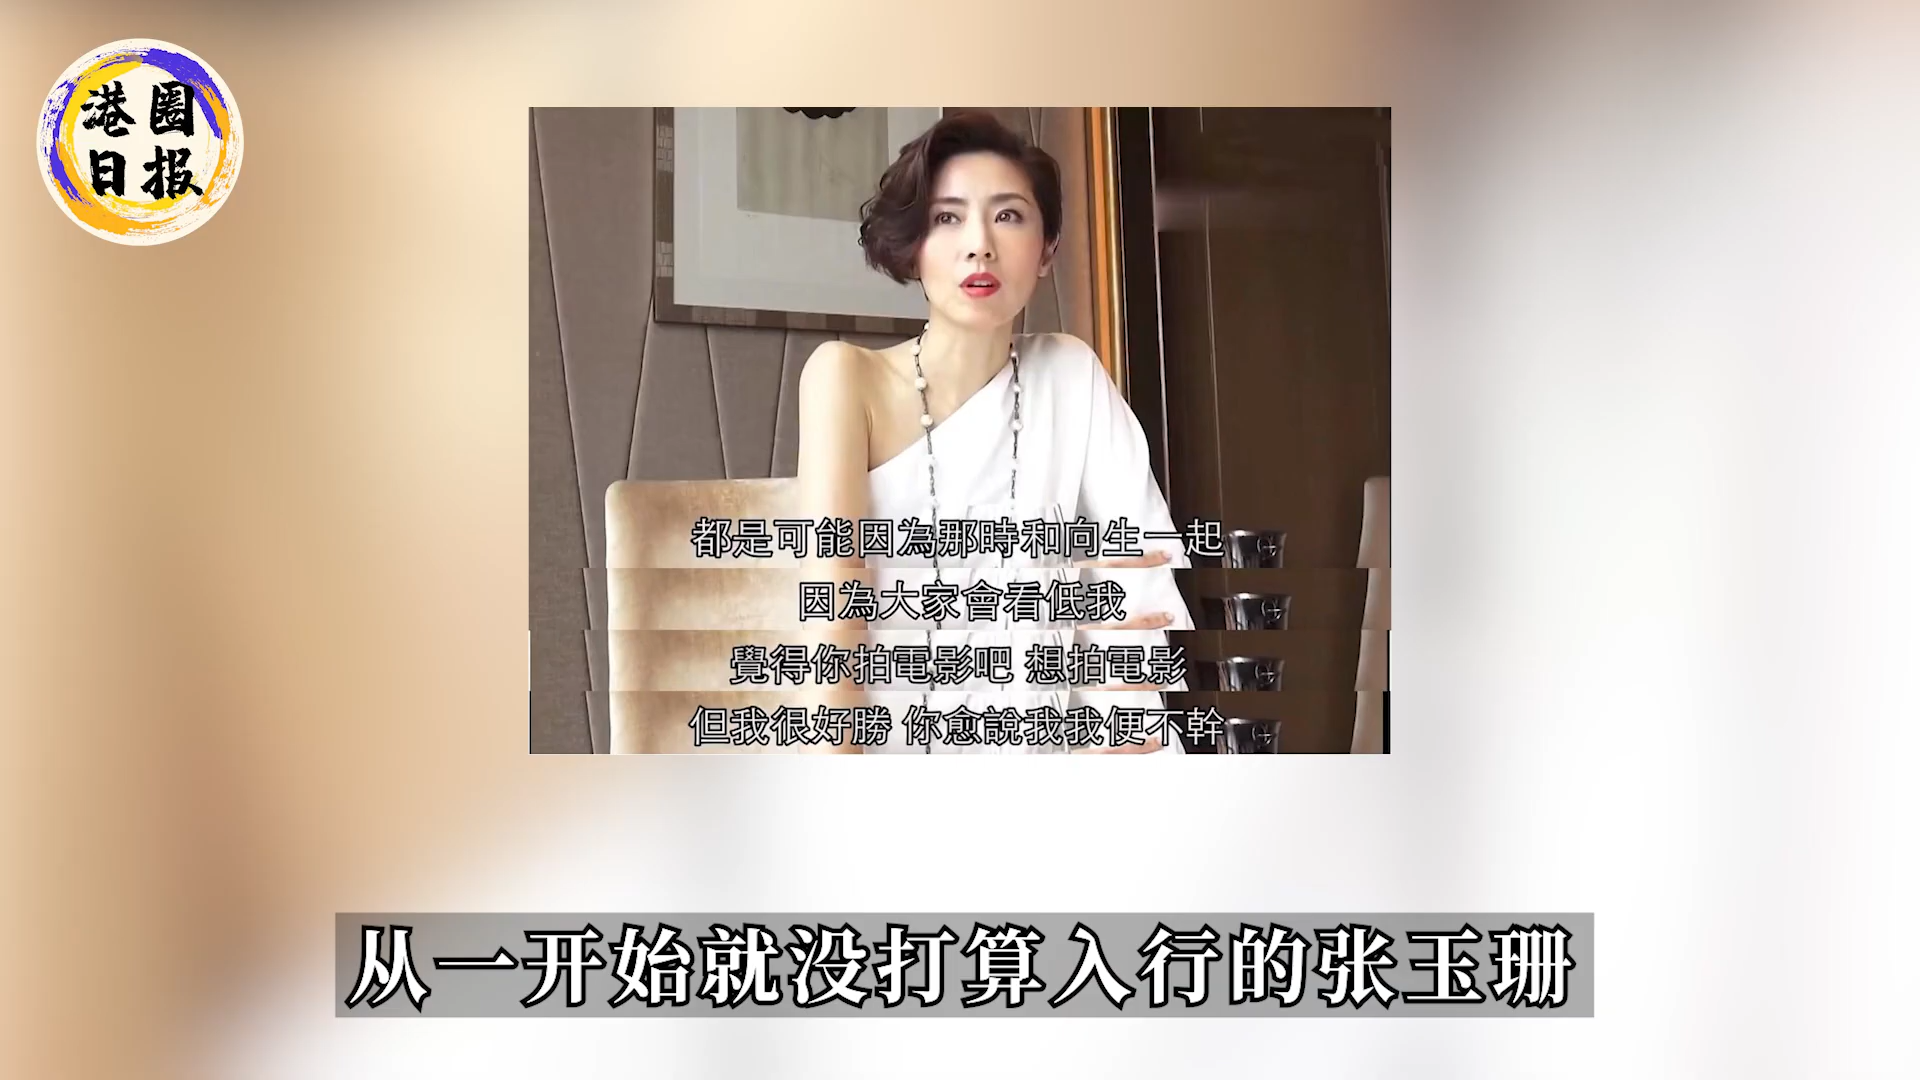 港圈
日报
都是可能因為那時和向生一起
因為大家會看低我
覺得你拍電影吧 想拍電影
但我很好勝 你愈說我我便不幹
从一开始就没打算入行的张玉珊